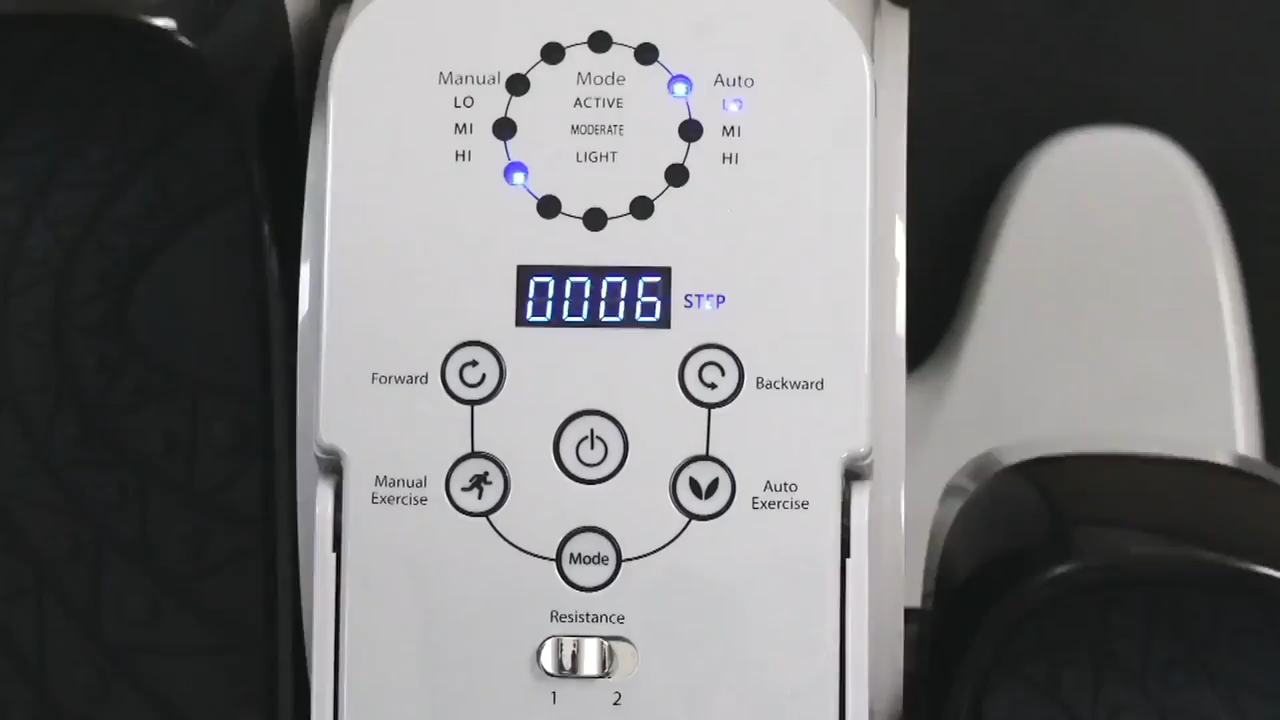 Manual Mode Auto
LO ACTIVE LO
MI MODERATE MI
HI LIGHT HI
0006 STEP
Forward
Backward
Manual
Exercise
Auto
Exercise
Mode
Resistance
1 2